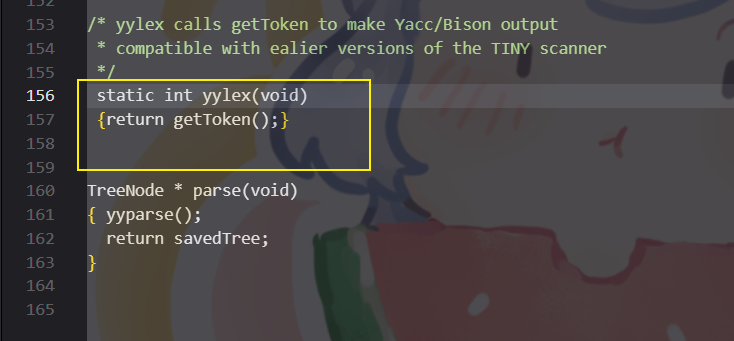 152
153 /* yylex calls getToken to make Yacc/Bison output
154 * compatible with ealier versions of the TINY scanner
155 */
156 static int yylex(void)
157 {return getToken();}
158
159
160 TreeNode * parse(void)
161 { yyparse();
162 return savedTree;
163 }
164
165